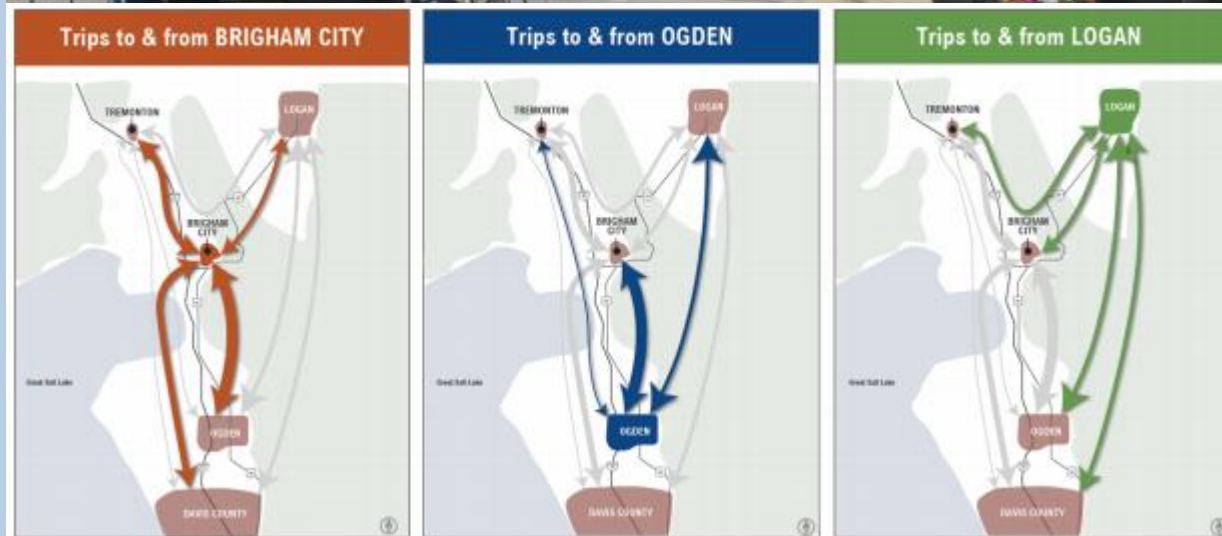 Trips to & from BRIGHAM CITY
LOGAN
TREMONTON
BRIGHAM
CITY
Great Salt Lake
OGDEN
DAVIS COUNTY
Trips to & from OGDEN
LOGAN
TREMONTON
BRIGHAM
CITY
Great Salt Lake
OGDEN
DAVIS COUNTY
Trips to & from LOGAN
LOGAN
TREMONTON
BRIGHAM
CITY
Great Salt Lake
OGDEN
DAVIS COUNTY